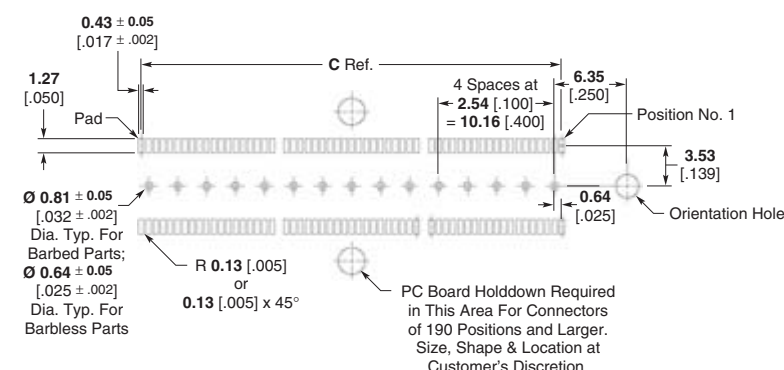 0.43 ± 0.05
[.017 ± .002]
C Ref.
1.27
[.050]
4 Spaces at
2.54 [.100]
= 10.16 [.400]
6.35
[.250]
Pad
Position No. 1
3.53
[.139]
Ø 0.81 ± 0.05
[.032 ± .002]
Dia. Typ. For
Barbed Parts;
Ø 0.64 ± 0.05
[.025 ± .002]
Dia. Typ. For
Barbless Parts
0.64
[.025]
Orientation Hole
R 0.13 [.005]
or
0.13 [.005] x 45°
PC Board Holddown Required
in This Area For Connectors
of 190 Positions and Larger.
Size, Shape & Location at
Customer's Discretion